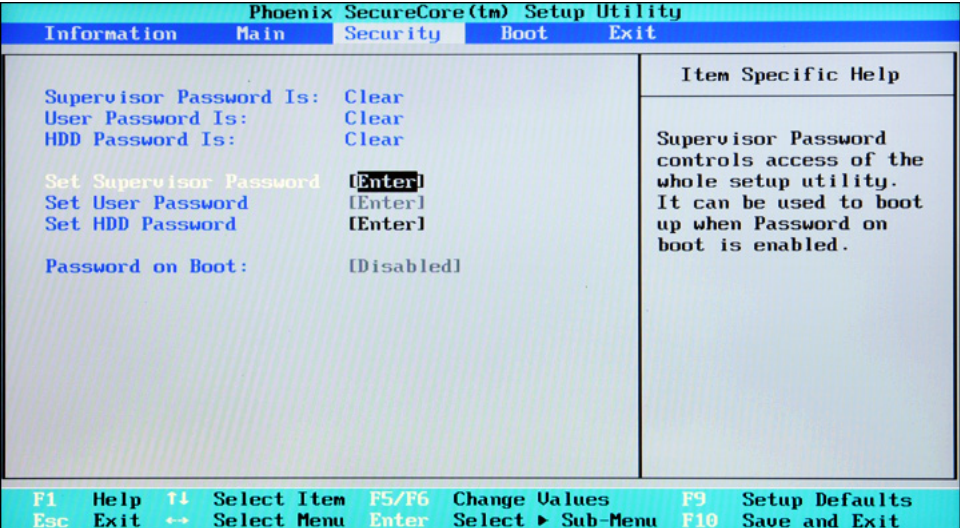 Phoenix SecureCore(tm) Setup Utility
Information Main Security Boot Exit
Item Specific Help
Supervisor Password Is: Clear
User Password Is: Clear
HDD Password Is: Clear
Set Supervisor Password [Enter]
Set User Password [Enter]
Set HDD Password [Enter]
Password on Boot: [Disabled]
Supervisor Password
controls access of the
whole setup utility.
It can be used to boot
up when Password on
boot is enabled.
F1 Help ↑↓ Select Item F5/F6 Change Values F9 Setup Defaults
Esc Exit ↔ Select Menu Enter Select ▶ Sub-Menu F10 Save and Exit